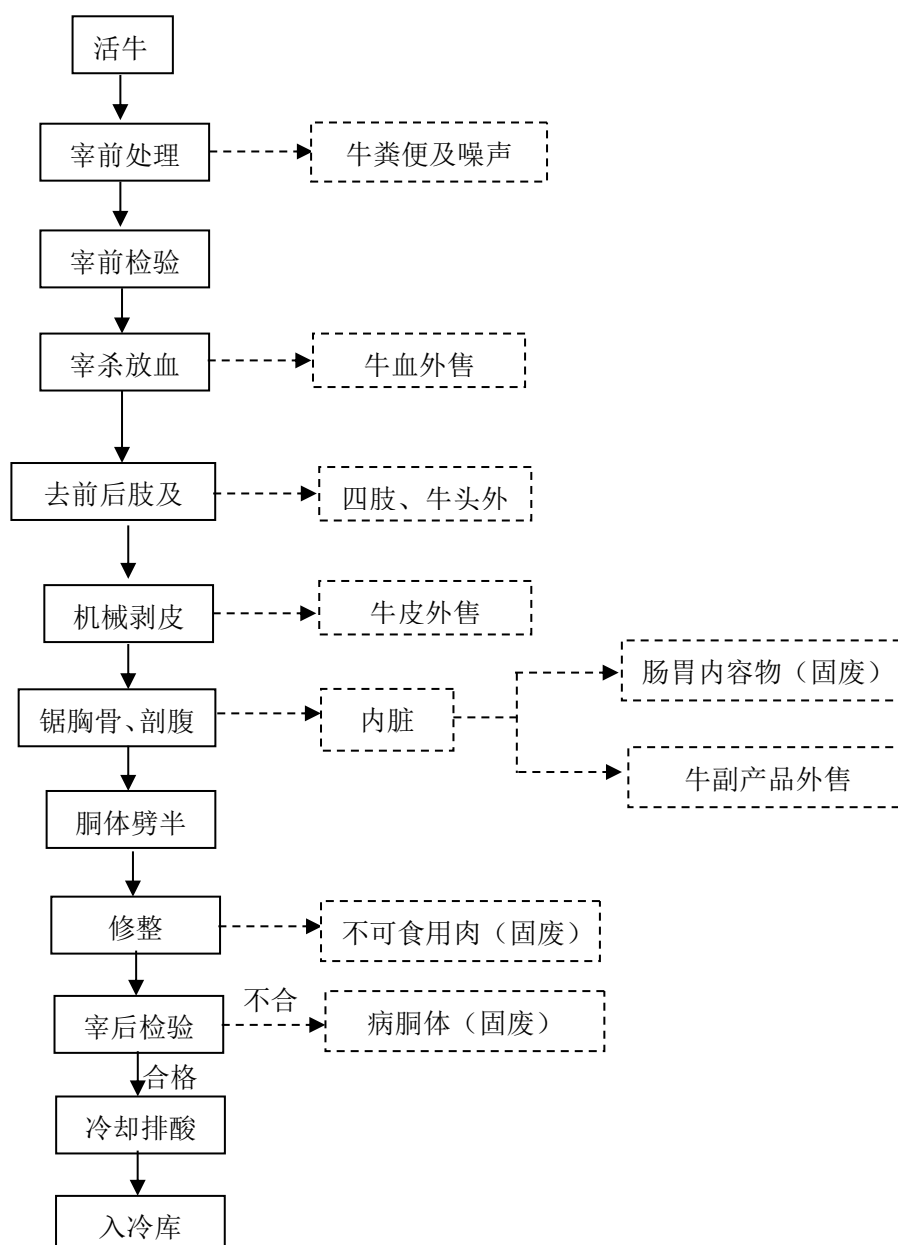 活牛
宰前处理
牛粪便及噪声
宰前检验
宰杀放血
牛血外售
去前后肢及
四肢、牛头外
机械剥皮
牛皮外售
肠胃内容物（固废）
锯胸骨、剖腹
内脏
牛副产品外售
胴体劈半
修整
不可食用肉（固废）
不合
宰后检验
病胴体（固废）
合格
冷却排酸
入冷库